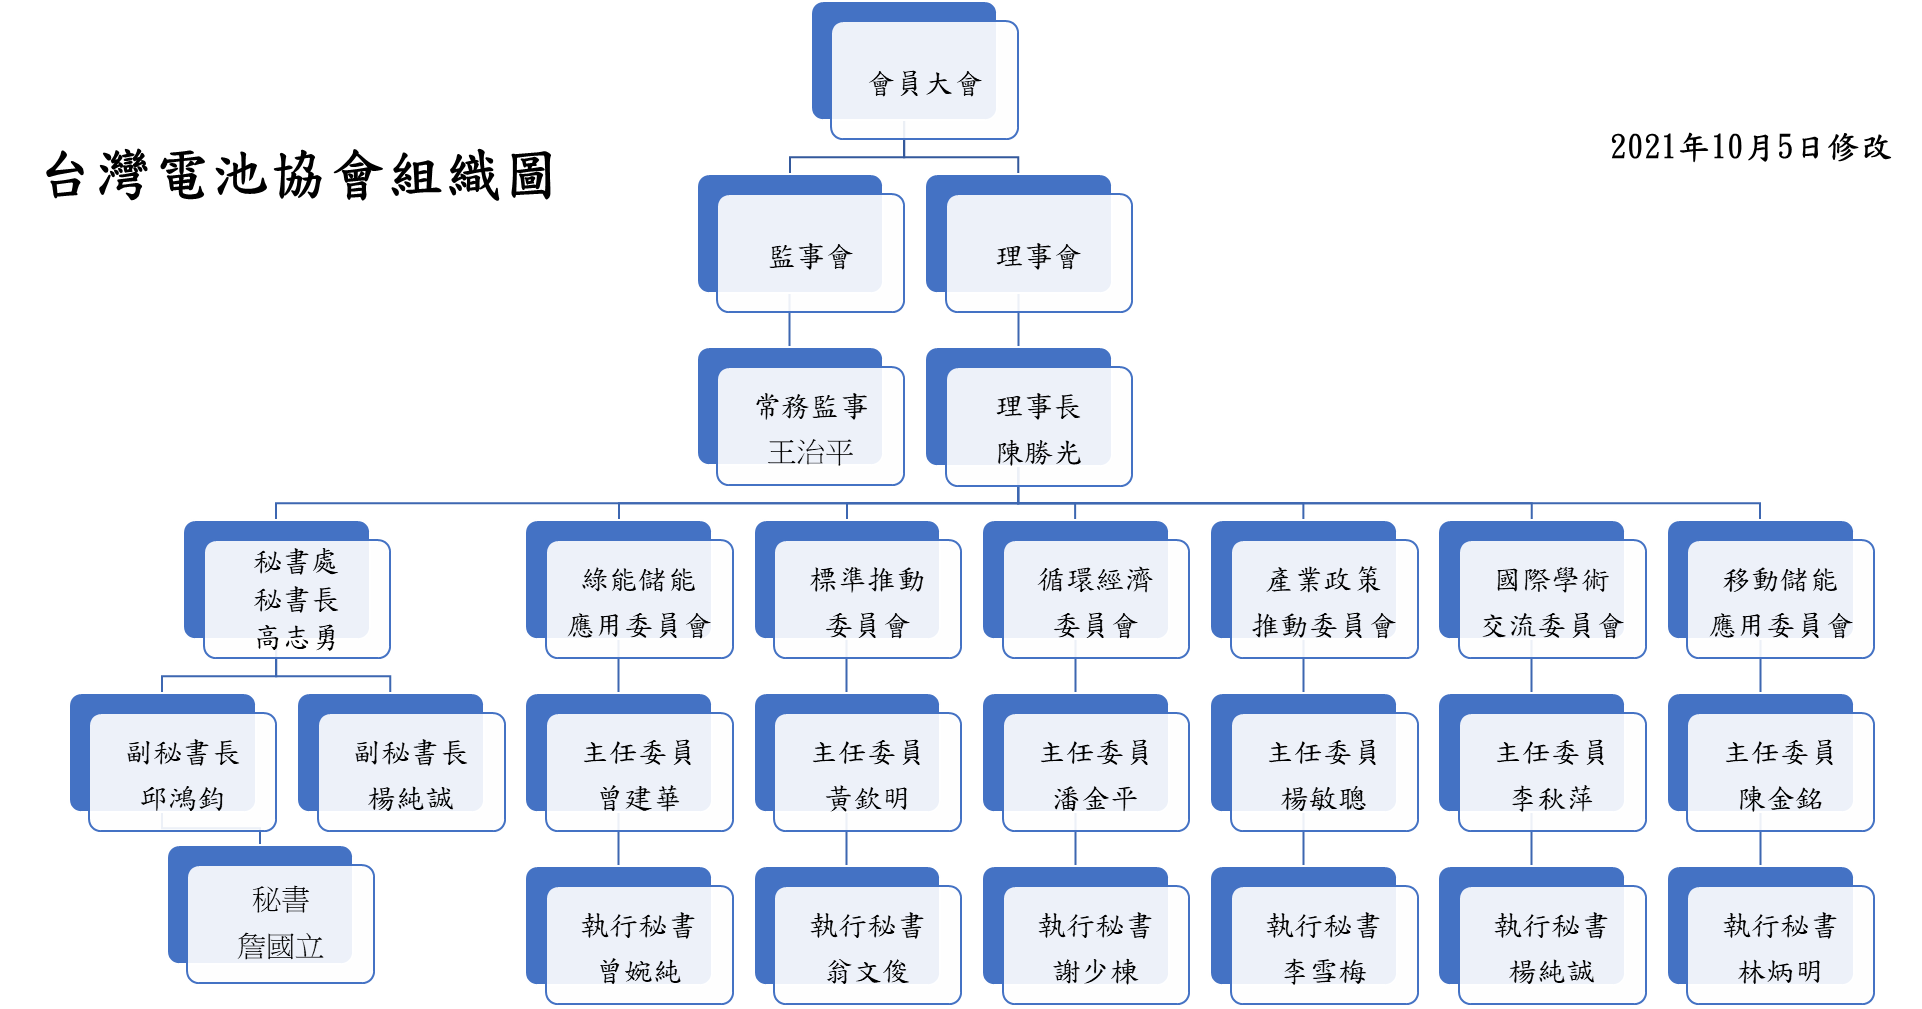 會員大會
台灣電池協會組織圖
2021年10月5日修改
監事會
理事會
常務監事
王治平
理事長
陳勝光
秘書處
秘書長
高志勇
綠能儲能
應用委員會
標準推動
委員會
循環經濟
委員會
產業政策
推動委員會
國際學術
交流委員會
移動儲能
應用委員會
副秘書長
邱鴻鈞
副秘書長
楊純誠
主任委員
曾建華
主任委員
黃欽明
主任委員
潘金平
主任委員
楊敏聰
主任委員
李秋萍
主任委員
陳金銘
秘書
詹國立
執行秘書
曾婉純
執行秘書
翁文俊
執行秘書
謝少棟
執行秘書
李雪梅
執行秘書
楊純誠
執行秘書
林炳明